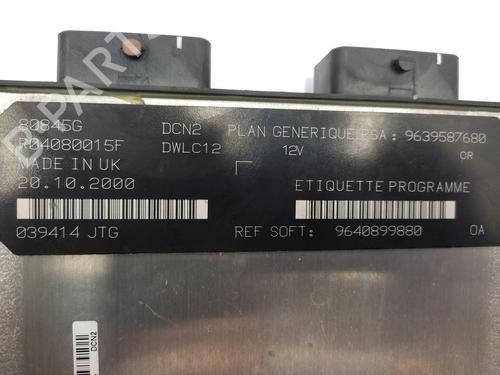 80845G DCN2 PLAN GENERIQUE PSA : 9639587680
R04080015F DWLC12 12V OR
MADE IN UK
20.10.2000 ETIQUETTE PROGRAMME
039414 JTG REF SOFT: 9640899880 0A
DCN2